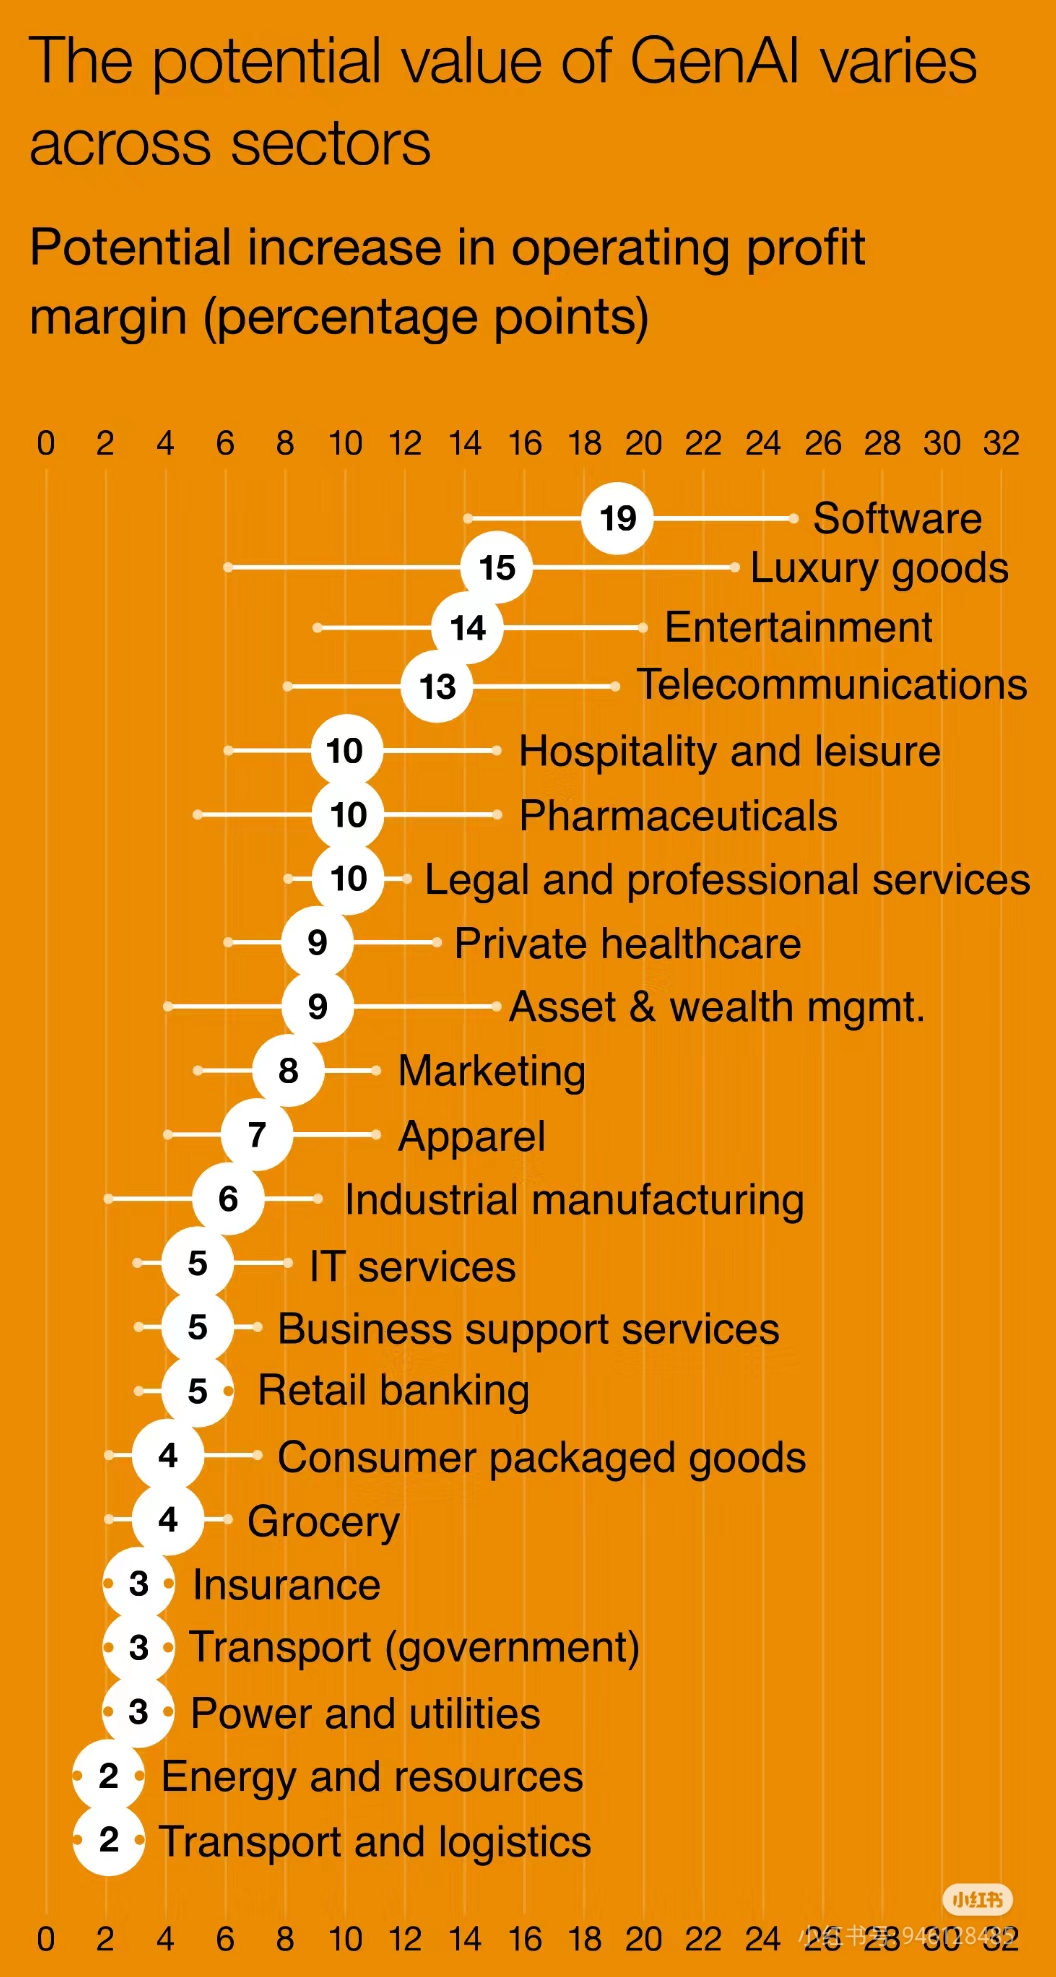 The potential value of GenAI varies
across sectors
Potential increase in operating profit
margin (percentage points)
0 2 4 6 8 10 12 14 16 18 20 22 24 26 28 30 32
19 Software
15 Luxury goods
14 Entertainment
13 Telecommunications
10 Hospitality and leisure
10 Pharmaceuticals
10 Legal and professional services
9 Private healthcare
9 Asset & wealth mgmt.
8 Marketing
7 Apparel
6 Industrial manufacturing
5 IT services
5 Business support services
5 Retail banking
4 Consumer packaged goods
4 Grocery
3 Insurance
3 Transport (government)
3 Power and utilities
2 Energy and resources
2 Transport and logistics
小红书
0 2 4 6 8 10 12 14 16 18 20 22 24 26 28 30 32
小红书号